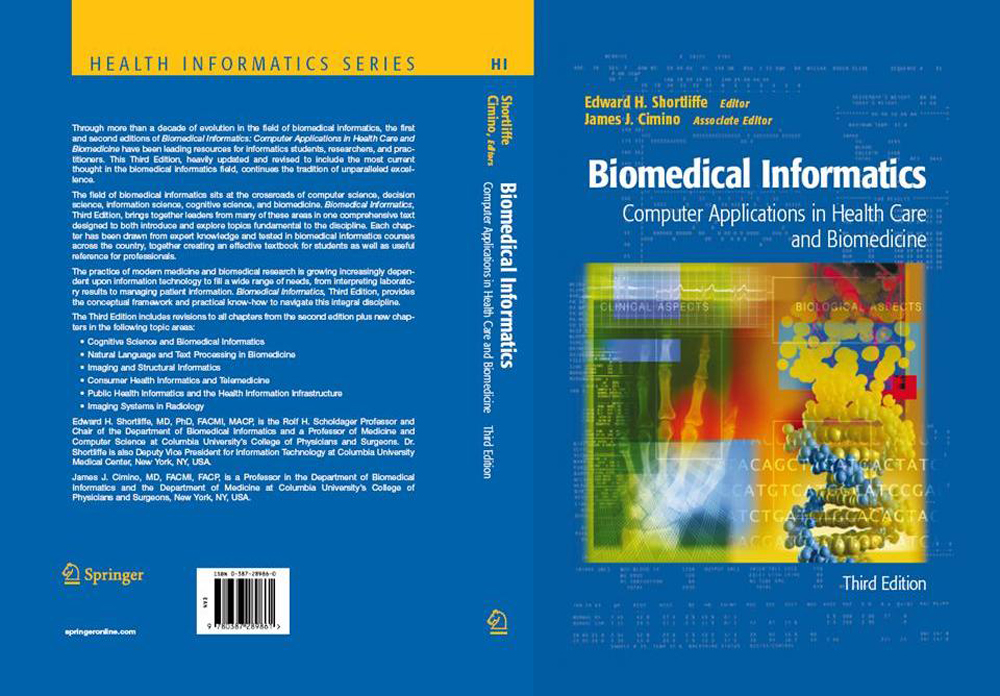 HEALTH INFORMATICS SERIES
Through more than a decade of evolution in the field of biomedical informatics, the first
and second editions of Biomedical Informatics: Computer Applications in Health Care and
Biomedicine have been leading resources for informatics students, researchers, and prac-
titioners. This Third Edition, heavily updated and revised to include the most current
thought in the biomedical informatics field, continues the tradition of unparalleled excel-
lence.
The field of biomedical informatics sits at the crossroads of computer science, decision
science, information science, cognitive science, and biomedicine. Biomedical Informatics,
Third Edition, brings together leaders from many of these areas in one comprehensive text
designed to both introduce and explore topics fundamental to the discipline. Each chap-
ter has been drawn from expert knowledge and tested in biomedical informatics courses
across the country, together creating an effective textbook for students as well as useful
reference for professionals.
The practice of modern medicine and biomedical research is growing increasingly depen-
dent upon information technology to fill a wide range of needs, from interpreting laborato-
ry results to managing patient information. Biomedical Informatics, Third Edition, provides
the conceptual framework and practical know-how to navigate this integral discipline.
The Third Edition includes revisions to all chapters from the second edition plus new chap-
ters in the following topic areas:
• Cognitive Science and Biomedical Informatics
• Natural Language and Text Processing in Biomedicine
• Imaging and Structural Informatics
• Consumer Health Informatics and Telemedicine
• Public Health Informatics and the Health Information Infrastructure
• Imaging Systems in Radiology
Edward H. Shortliffe, MD, PhD, FACMI, MACP, is the Rolf H. Scholdager Professor and
Chair of the Department of Biomedical Informatics and a Professor of Medicine and
Computer Science at Columbia University's College of Physicians and Surgeons. Dr.
Shortliffe is also Deputy Vice President for Information Technology at Columbia University
Medical Center, New York, NY, USA.
James J. Cimino, MD, FACMI, FACP, is a Professor in the Department of Biomedical
Informatics and the Department of Medicine at Columbia University's College of
Physicians and Surgeons, New York, NY, USA.
Springer
ISBN 0-387-28986-0
9 780387 289861 >
springeronline.com
HI
Shortliffe
Cimino, Editors
Biomedical Informatics
Computer Applications in Health Care and Biomedicine Third Edition
Edward H. Shortliffe Editor
James J. Cimino Associate Editor
Biomedical Informatics
Computer Applications in Health Care
and Biomedicine
CLINICAL ASPECTS
BIOLOGICAL ASPECTS
Third Edition